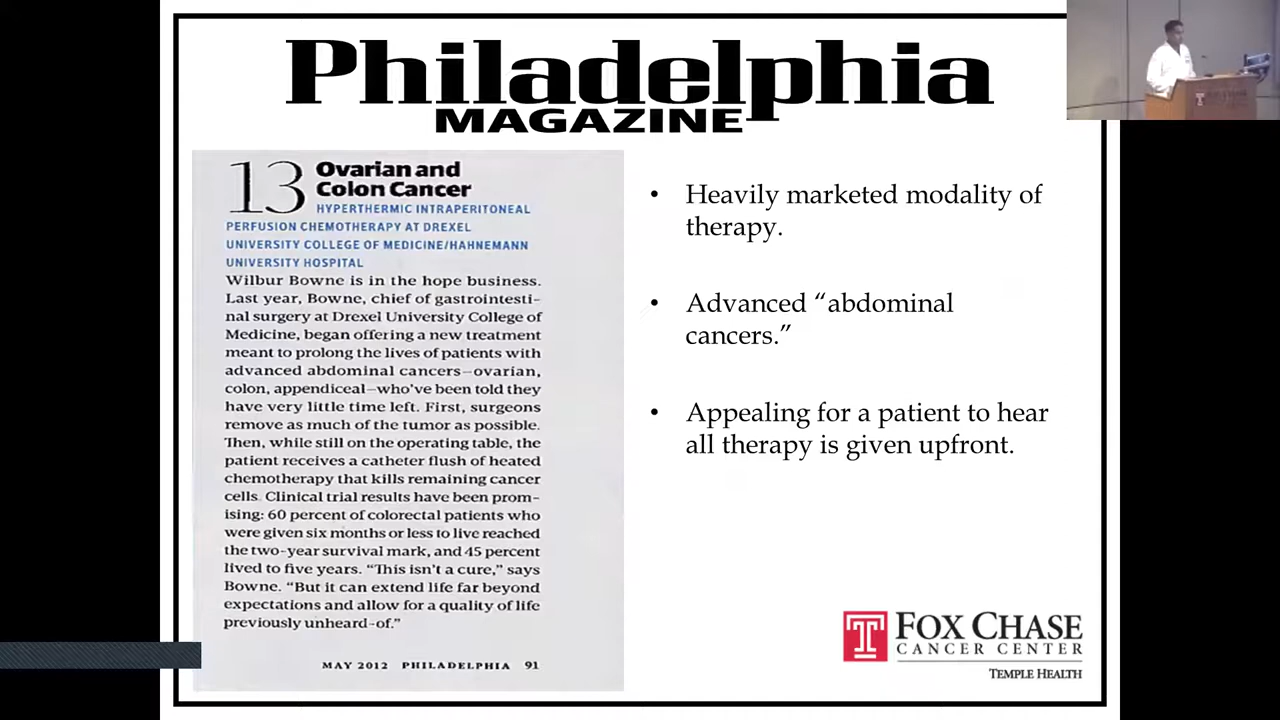 Philadelphia
MAGAZINE
13 Ovarian and
Colon Cancer
HYPERTHERMIC INTRAPERITONEAL
PERFUSION CHEMOTHERAPY AT DREXEL
UNIVERSITY COLLEGE OF MEDICINE/HAHNEMANN
UNIVERSITY HOSPITAL
Wilbur Bowne is in the hope business.
Last year, Bowne, chief of gastrointesti-
nal surgery at Drexel University College of
Medicine, began offering a new treatment
meant to prolong the lives of patients with
advanced abdominal cancers—ovarian,
colon, appendiceal—who've been told they
have very little time left. First, surgeons
remove as much of the tumor as possible.
Then, while still on the operating table, the
patient receives a catheter flush of heated
chemotherapy that kills remaining cancer
cells. Clinical trial results have been prom-
ising: 60 percent of colorectal patients who
were given six months or less to live reached
the two-year survival mark, and 45 percent
lived to five years. “This isn't a cure,” says
Bowne. “But it can extend life far beyond
expectations and allow for a quality of life
previously unheard-of.”
MAY 2012 PHILADELPHIA 91
• Heavily marketed modality of
therapy.
• Advanced “abdominal
cancers.”
• Appealing for a patient to hear
all therapy is given upfront.
FOX CHASE
CANCER CENTER
TEMPLE HEALTH